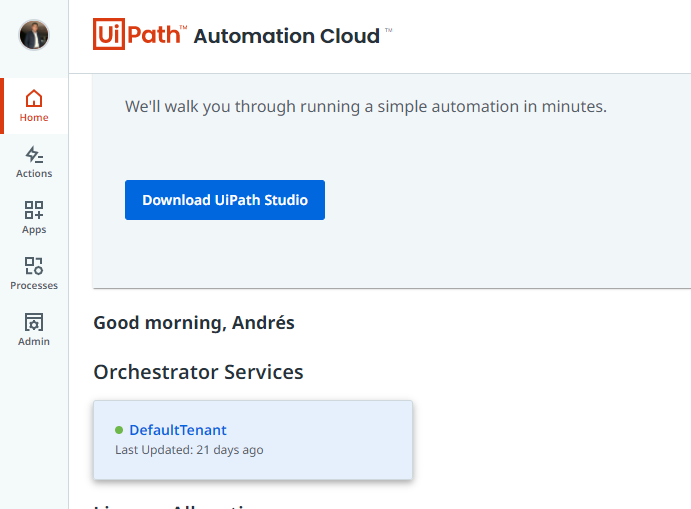 UiPath™ Automation Cloud™
Home
Actions
Apps
Processes
Admin
We'll walk you through running a simple automation in minutes.
Download UiPath Studio
Good morning, Andrés
Orchestrator Services
DefaultTenant
Last Updated: 21 days ago